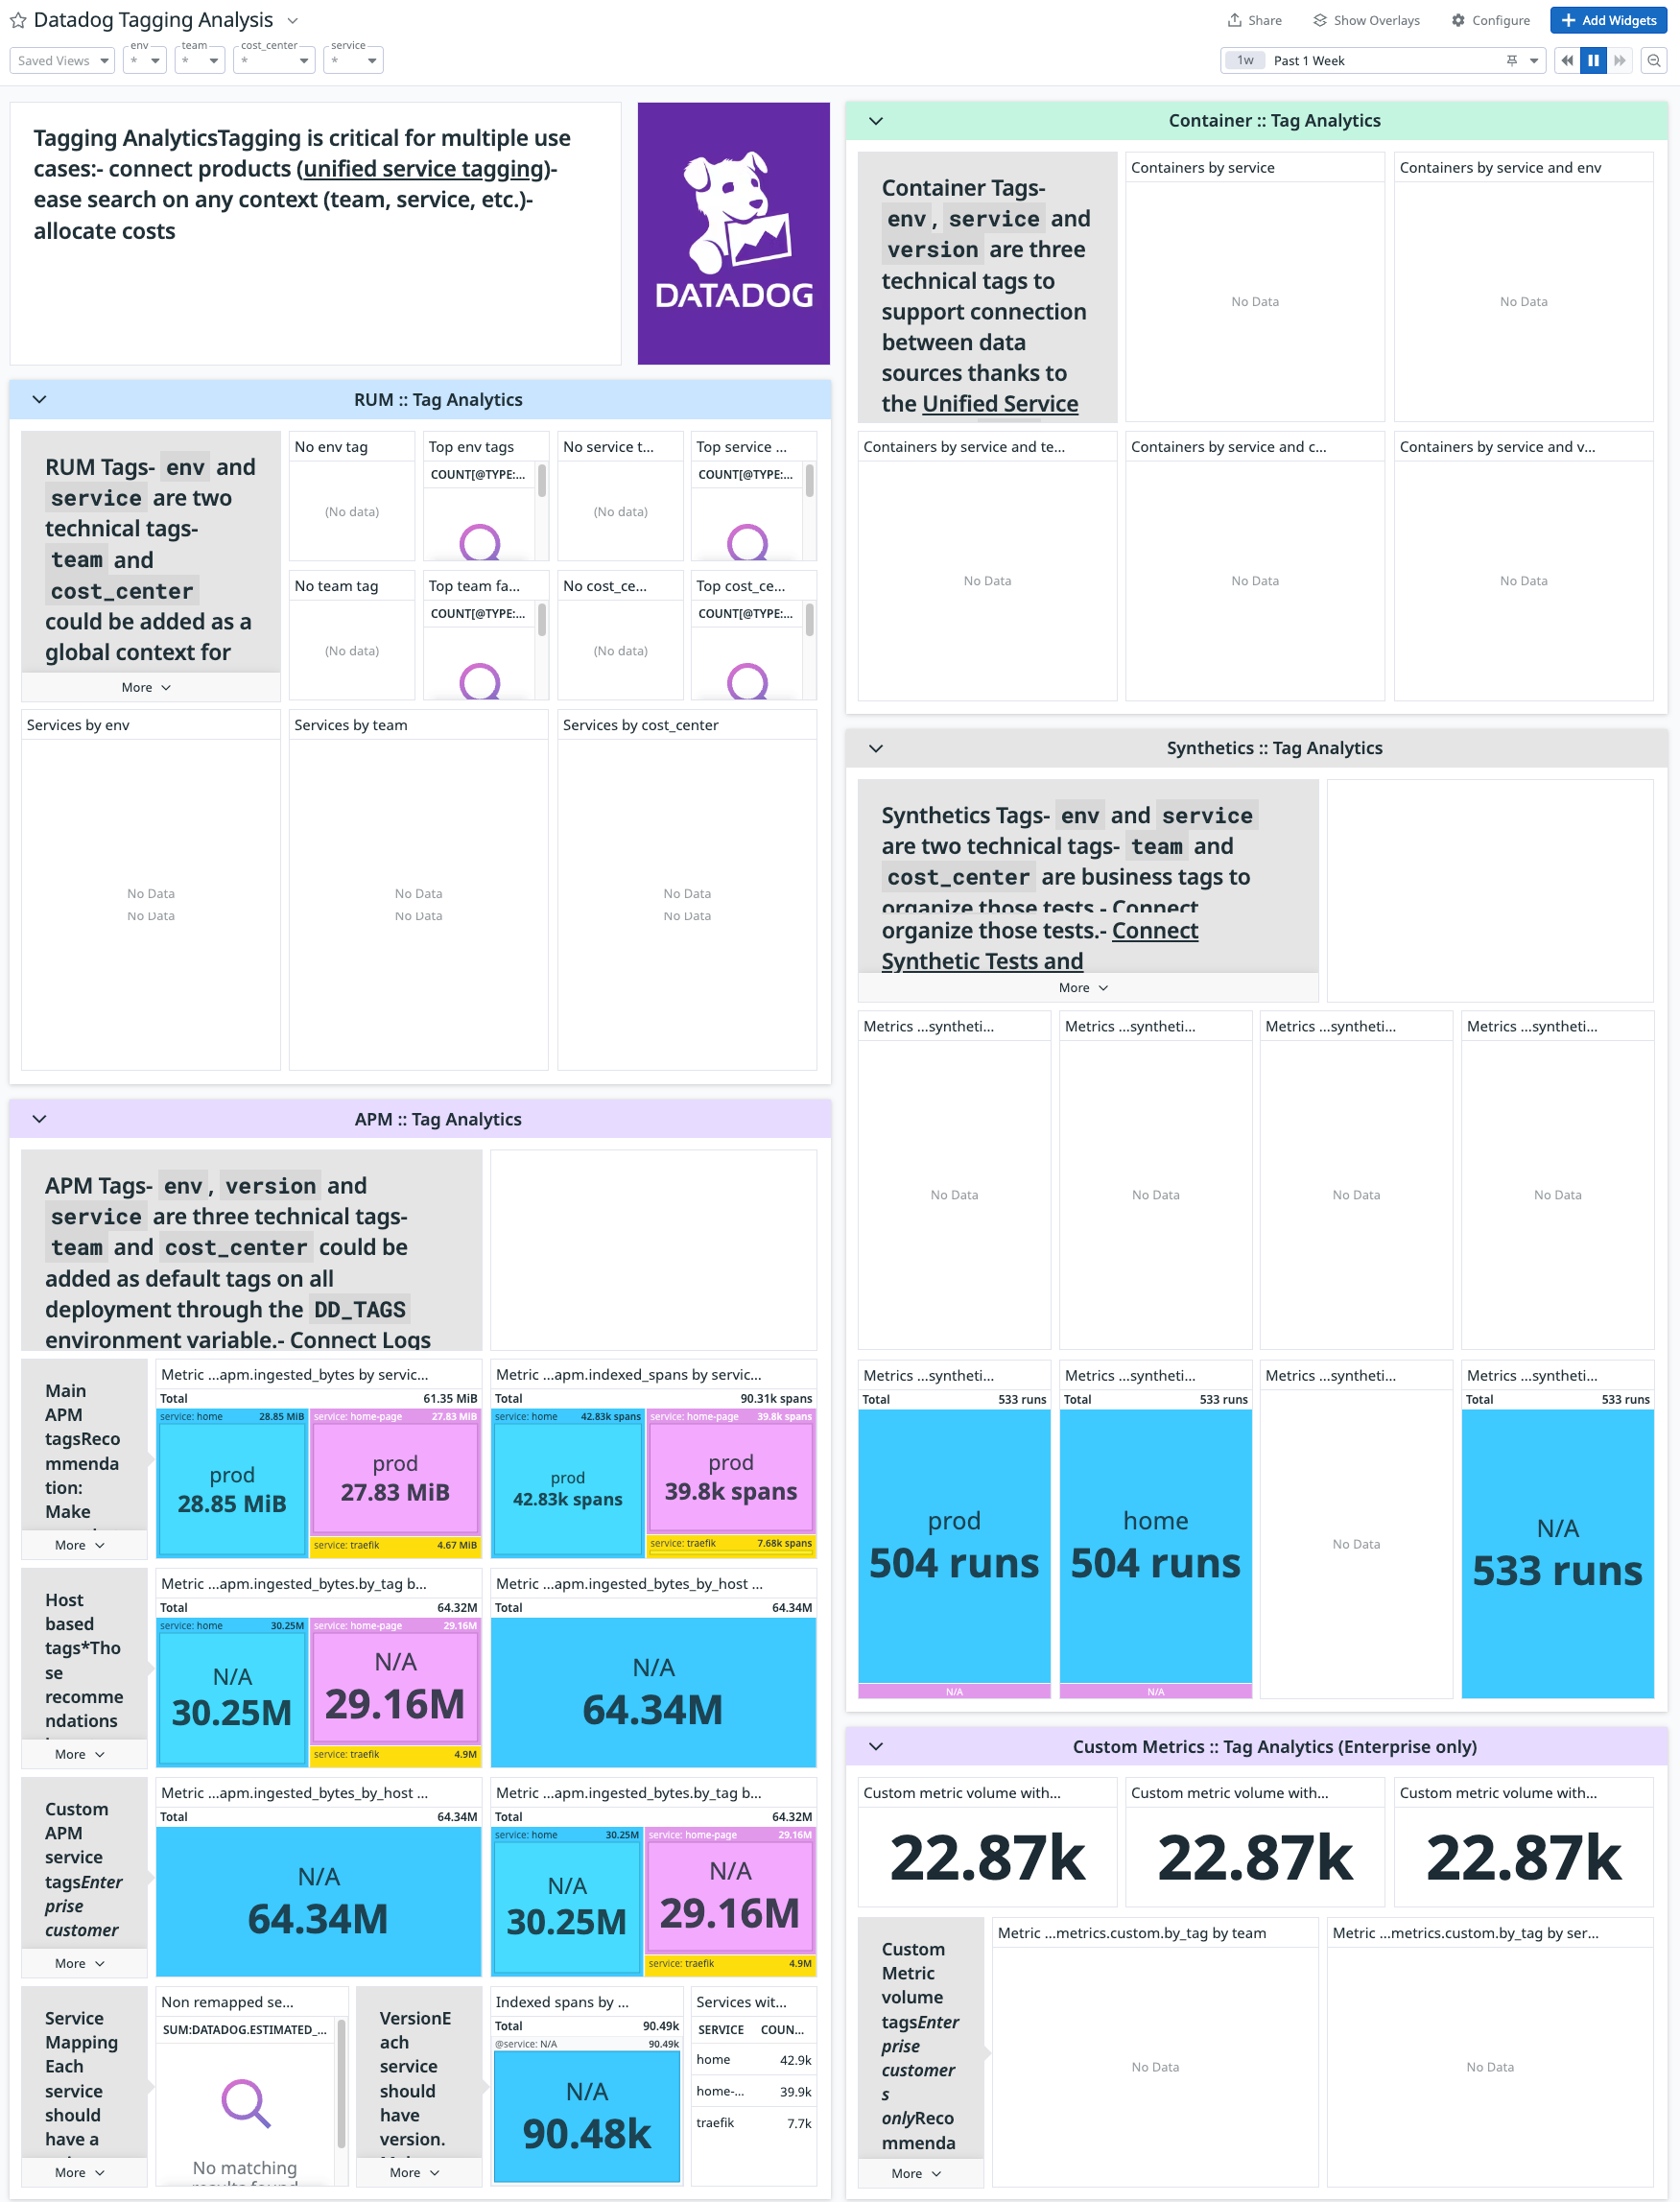 Datadog Tagging Analysis
Share
Show Overlays
Configure
Add Widgets
Saved Views
env
*
team
*
cost_center
*
service
*
1w
Past 1 Week
Tagging AnalyticsTagging is critical for multiple use
cases:- connect products (unified service tagging)-
ease search on any context (team, service, etc.)-
allocate costs
DATADOG
RUM :: Tag Analytics
RUM Tags- env and
service are two
technical tags-
team and
cost_center
could be added as a
global context for
More
No env tag
(No data)
Top env tags
COUNT[@TYPE:...
No service t...
(No data)
Top service ...
COUNT[@TYPE:...
No team tag
(No data)
Top team fa...
COUNT[@TYPE:...
No cost_ce...
(No data)
Top cost_ce...
COUNT[@TYPE:...
Services by env
No Data
No Data
Services by team
No Data
No Data
Services by cost_center
No Data
No Data
APM :: Tag Analytics
APM Tags- env, version and
service are three technical tags-
team and cost_center could be
added as default tags on all
deployment through the DD_TAGS
environment variable.- Connect Logs
Main
APM
tagsReco
mmenda
tion:
Make
More
Metric ...apm.ingested_bytes by servic...
Total 61.35 MiB
service: home 28.85 MiB
prod
28.85 MiB
service: home-page 27.83 MiB
prod
27.83 MiB
service: traefik 4.67 MiB
Metric ...apm.indexed_spans by servic...
Total 90.31k spans
service: home 42.83k spans
prod
42.83k spans
service: home-page 39.8k spans
prod
39.8k spans
service: traefik 7.68k spans
Host
based
tags*Tho
se
recomme
ndations
More
Metric ...apm.ingested_bytes.by_tag b...
Total 64.32M
service: home 30.25M
N/A
30.25M
service: home-page 29.16M
N/A
29.16M
service: traefik 4.9M
Metric ...apm.ingested_bytes_by_host ...
Total 64.34M
N/A
64.34M
Custom
APM
service
tagsEnter
prise
customer
More
Metric ...apm.ingested_bytes_by_host ...
Total 64.34M
N/A
64.34M
Metric ...apm.ingested_bytes.by_tag b...
Total 64.32M
service: home 30.25M
N/A
30.25M
service: home-page 29.16M
N/A
29.16M
service: traefik 4.9M
Service
Mapping
Each
service
should
have a
More
Non remapped se...
SUM:DATADOG.ESTIMATED_...
No matching
results found
VersionE
ach
service
should
have
version.
More
Indexed spans by ...
Total 90.49k
@service: N/A 90.49k
N/A
90.48k
Services wit...
SERVICE COUN...
home 42.9k
home-... 39.9k
traefik 7.7k
Container :: Tag Analytics
Container Tags-
env, service and
version are three
technical tags to
support connection
between data
sources thanks to
the Unified Service
Containers by service
No Data
Containers by service and env
No Data
Containers by service and te...
No Data
Containers by service and c...
No Data
Containers by service and v...
No Data
Synthetics :: Tag Analytics
Synthetics Tags- env and service
are two technical tags- team and
cost_center are business tags to
organize those tests.- Connect
organize those tests.- Connect
Synthetic Tests and
More
Metrics ...syntheti...
No Data
Metrics ...syntheti...
No Data
Metrics ...syntheti...
No Data
Metrics ...syntheti...
No Data
Metrics ...syntheti...
Total 533 runs
prod
504 runs
N/A
Metrics ...syntheti...
Total 533 runs
home
504 runs
N/A
Metrics ...syntheti...
No Data
Metrics ...syntheti...
Total 533 runs
N/A
533 runs
Custom Metrics :: Tag Analytics (Enterprise only)
Custom metric volume with...
22.87k
Custom metric volume with...
22.87k
Custom metric volume with...
22.87k
Custom
Metric
volume
tagsEnter
prise
customer
s
onlyReco
mmenda
More
Metric ...metrics.custom.by_tag by team
No Data
Metric ...metrics.custom.by_tag by ser...
No Data